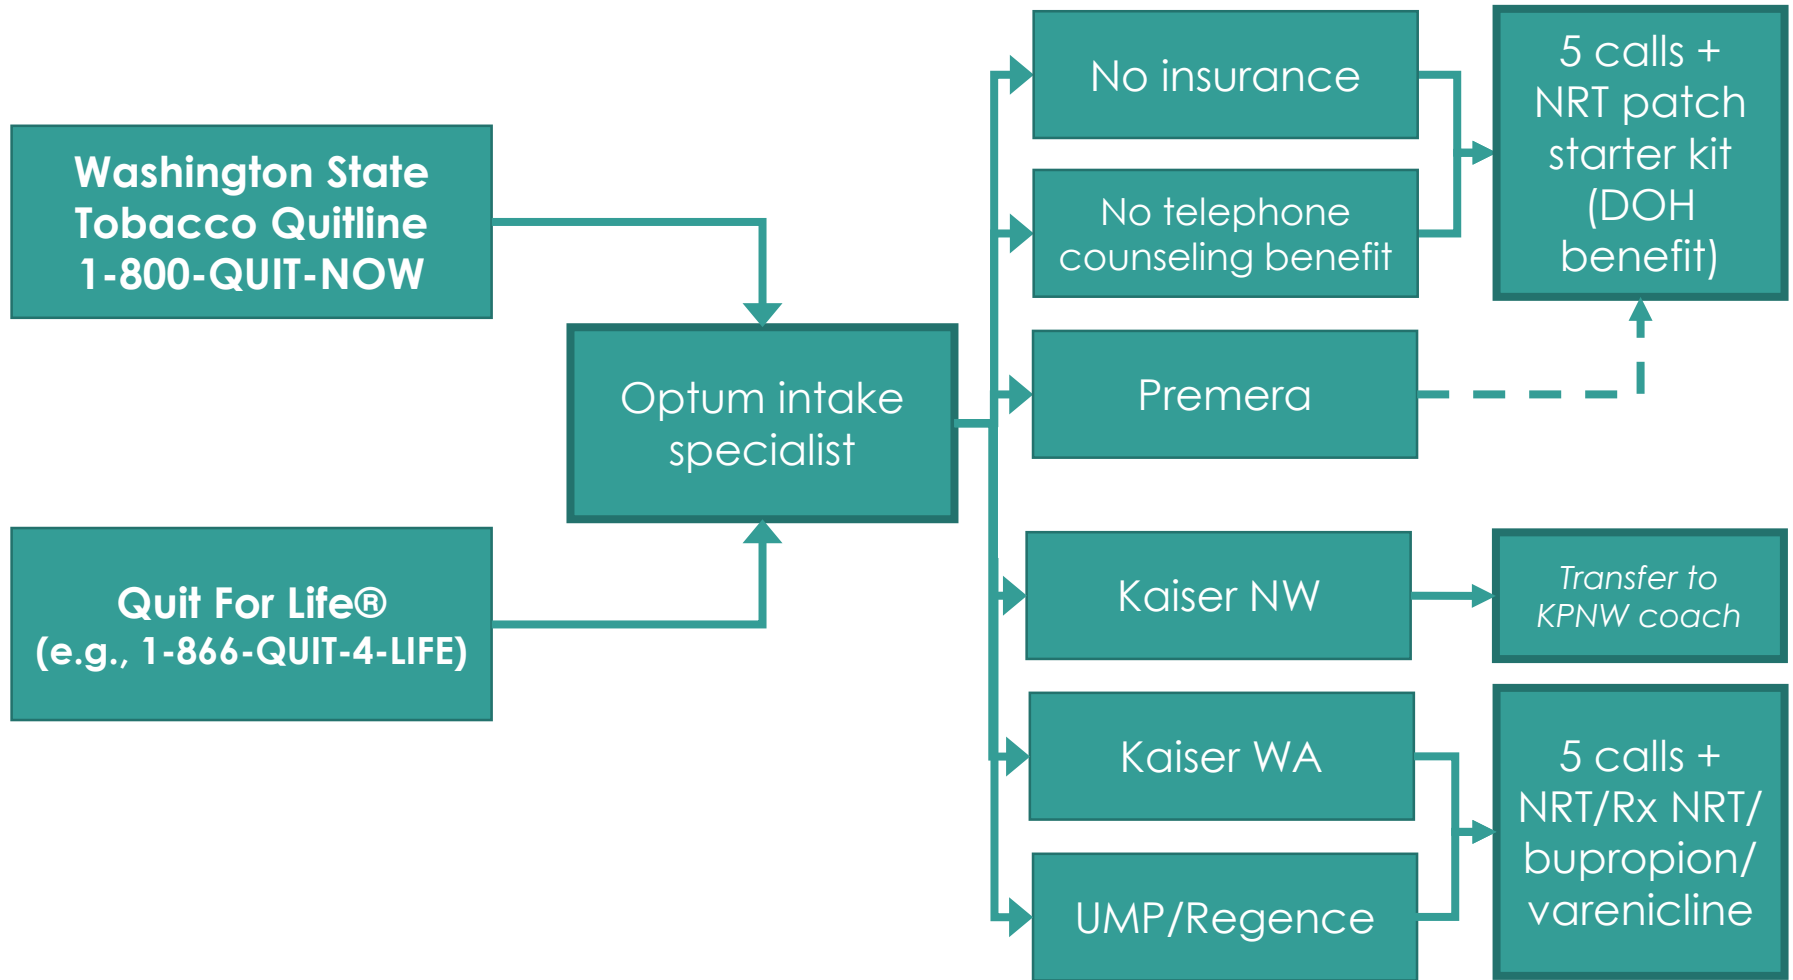 Washington State
Tobacco Quitline
1-800-QUIT-NOW
Quit For Life®
(e.g., 1-866-QUIT-4-LIFE)
Optum intake
specialist
No insurance
No telephone
counseling benefit
Premera
Kaiser NW
Kaiser WA
UMP/Regence
5 calls +
NRT patch
starter kit
(DOH
benefit)
Transfer to
KPNW coach
5 calls +
NRT/Rx NRT/
bupropion/
varenicline